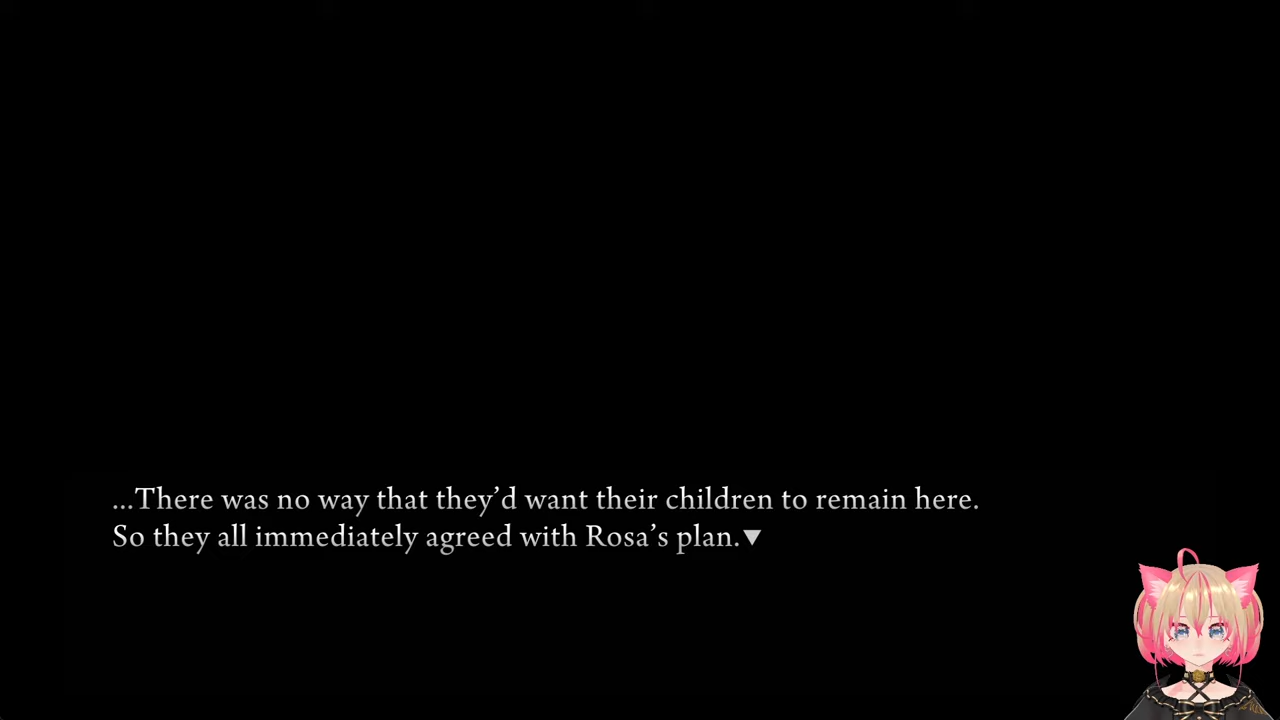 ...There was no way that they’d want their children to remain here.
So they all immediately agreed with Rosa’s plan.